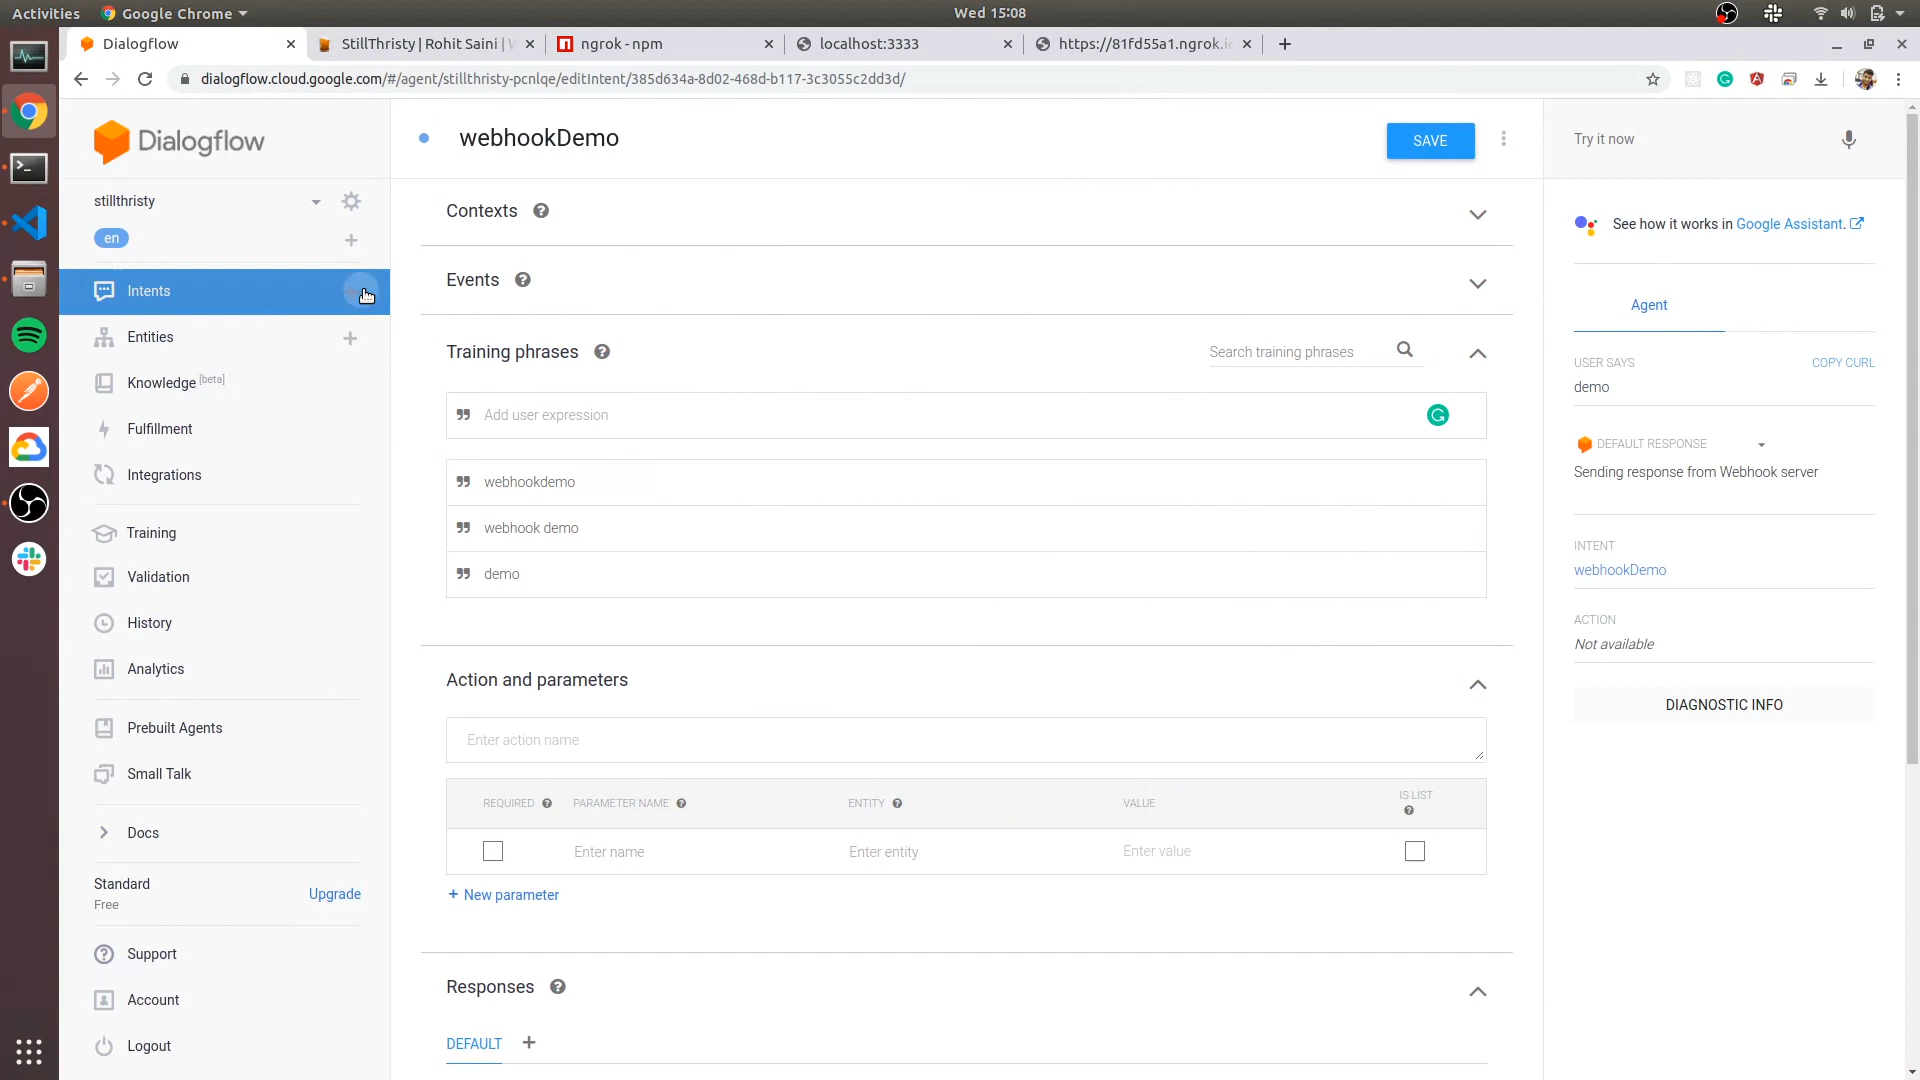 Activities
Google Chrome
Wed 15:08
Dialogflow
StillThristy | Rohit Saini |
ngrok - npm
localhost:3333
https://81fd55a1.ngrok.i
dialogflow.cloud.google.com/#/agent/stillthristy-pcnlqe/editIntent/385d634a-8d02-468d-b117-3c3055c2dd3d/
Dialogflow
stillthristy
en
Intents
Entities
Knowledge [beta]
Fulfillment
Integrations
Training
Validation
History
Analytics
Prebuilt Agents
Small Talk
Docs
Standard
Free
Upgrade
Support
Account
Logout
webhookDemo
SAVE
Contexts
Events
Training phrases
Search training phrases
Add user expression
webhookdemo
webhook demo
demo
Action and parameters
Enter action name
REQUIRED
PARAMETER NAME
ENTITY
VALUE
IS LIST
Enter name
Enter entity
Enter value
+ New parameter
Responses
DEFAULT +
Try it now
See how it works in Google Assistant.
Agent
USER SAYS
COPY CURL
demo
DEFAULT RESPONSE
Sending response from Webhook server
INTENT
webhookDemo
ACTION
Not available
DIAGNOSTIC INFO